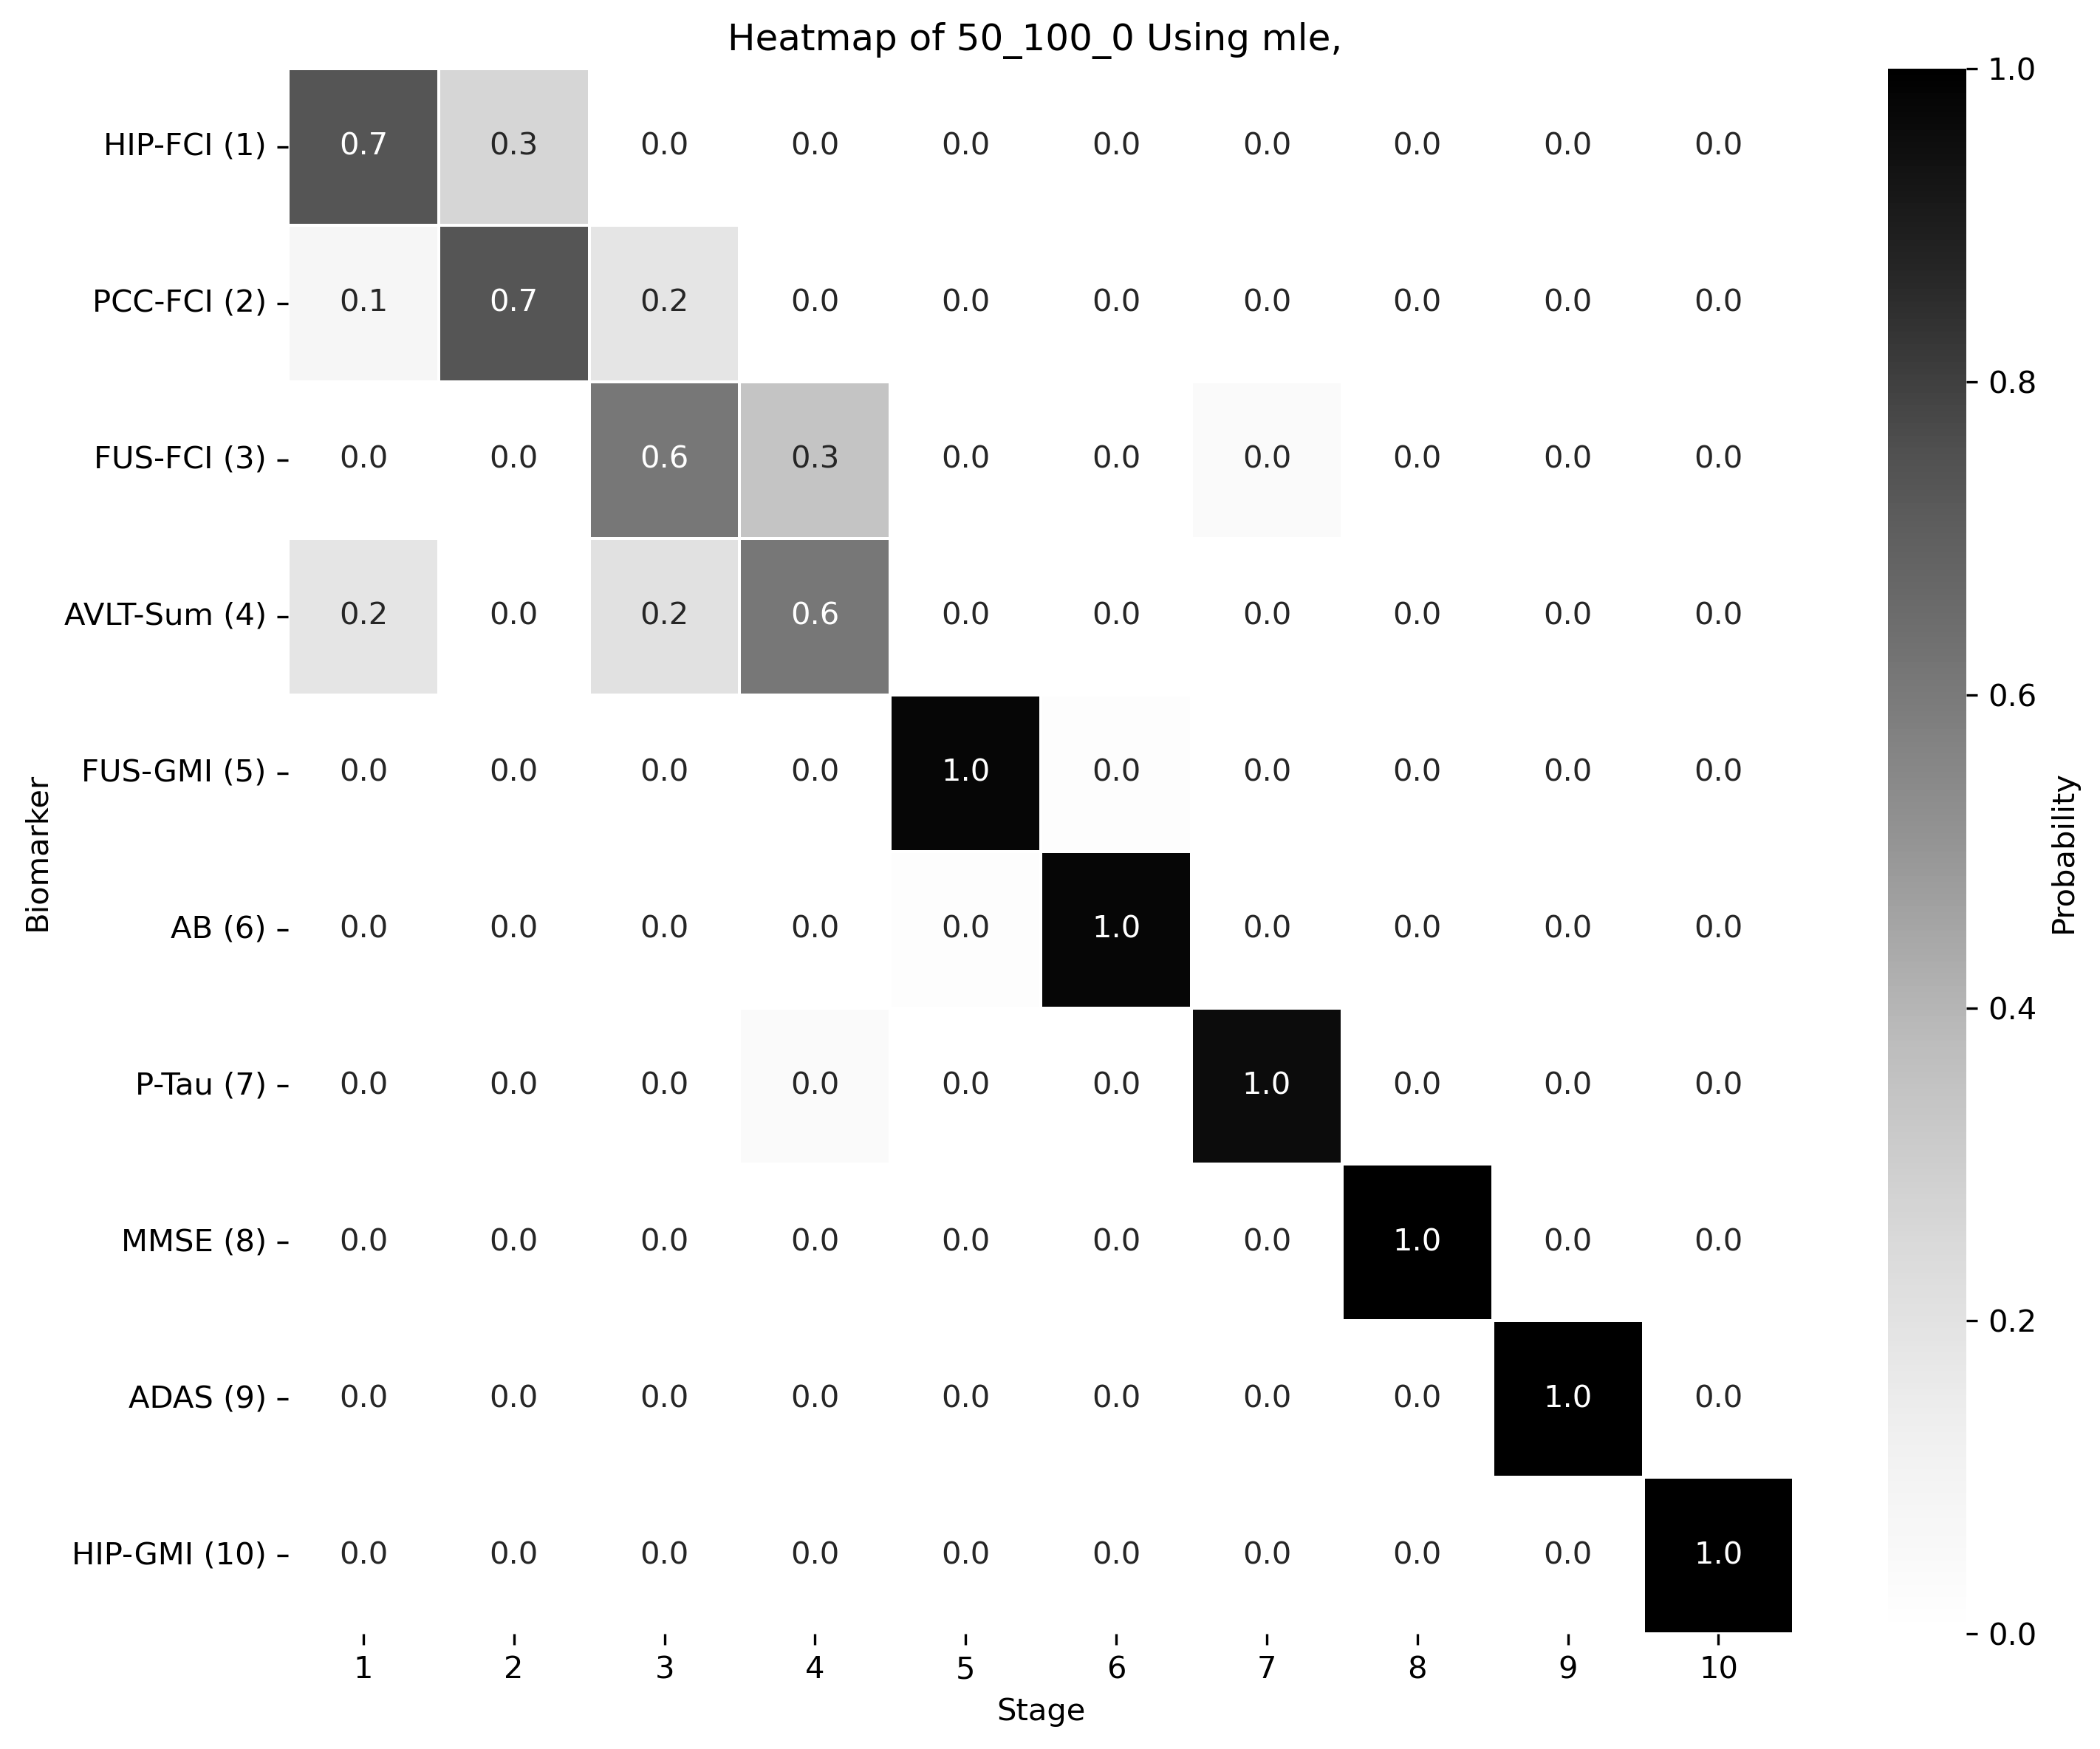 Heatmap of 50_100_0 Using mle,
HIP-FCI (1) 0.7 0.3 0.0 0.0 0.0 0.0 0.0 0.0 0.0 0.0
PCC-FCI (2) 0.1 0.7 0.2 0.0 0.0 0.0 0.0 0.0 0.0 0.0
FUS-FCI (3) 0.0 0.0 0.6 0.3 0.0 0.0 0.0 0.0 0.0 0.0
AVLT-Sum (4) 0.2 0.0 0.2 0.6 0.0 0.0 0.0 0.0 0.0 0.0
FUS-GMI (5) 0.0 0.0 0.0 0.0 1.0 0.0 0.0 0.0 0.0 0.0
AB (6) 0.0 0.0 0.0 0.0 0.0 1.0 0.0 0.0 0.0 0.0
P-Tau (7) 0.0 0.0 0.0 0.0 0.0 0.0 1.0 0.0 0.0 0.0
MMSE (8) 0.0 0.0 0.0 0.0 0.0 0.0 0.0 1.0 0.0 0.0
ADAS (9) 0.0 0.0 0.0 0.0 0.0 0.0 0.0 0.0 1.0 0.0
HIP-GMI (10) 0.0 0.0 0.0 0.0 0.0 0.0 0.0 0.0 0.0 1.0
1 2 3 4 5 6 7 8 9 10
Stage
Biomarker
1.0
0.8
0.6
0.4
0.2
0.0
Probability